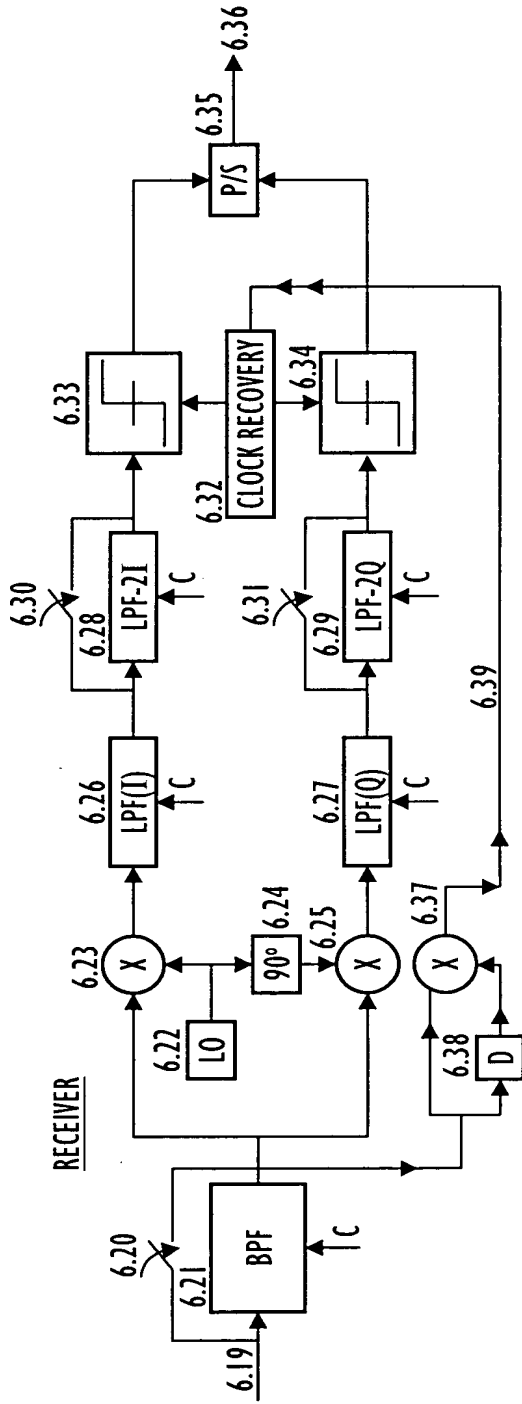 RECEIVER
6.19
6.20
6.21
BPF
C
6.22
LO
6.23
X
6.24
90°
6.25
X
6.26
LPF(I)
C
6.27
LPF(Q)
C
6.28
LPF-2I
C
6.29
LPF-2Q
C
6.30
6.31
6.32
CLOCK RECOVERY
6.33
6.34
6.35
P/S
6.36
6.37
X
6.38
D
6.39